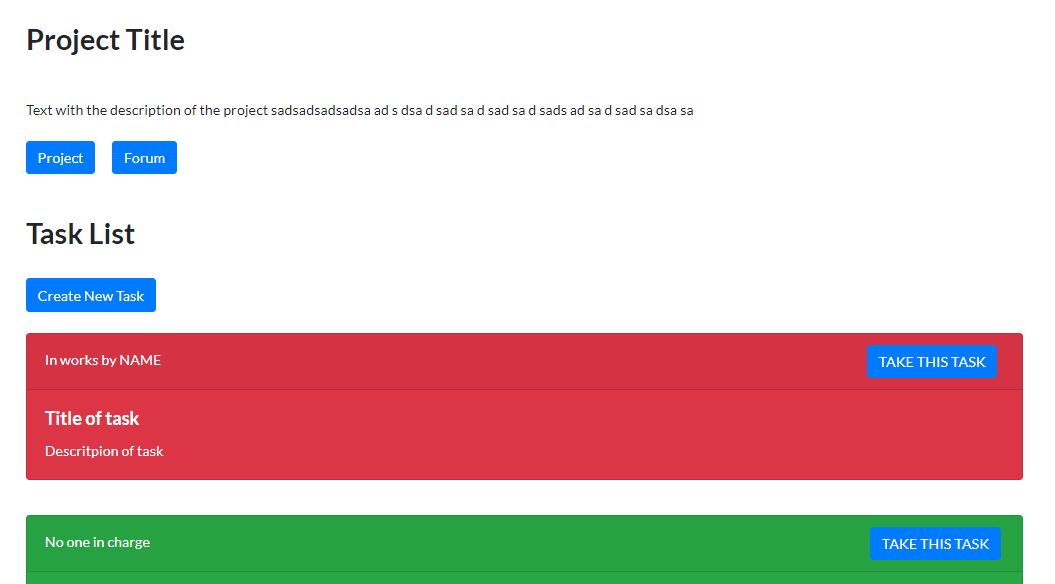 Project Title
Text with the description of the project sadsadsadsadsa ad s dsa d sad sa d sad sa d sads ad sa d sad sa dsa sa
Project Forum
Task List
Create New Task
In works by NAME TAKE THIS TASK
Title of task
Descritpion of task
No one in charge TAKE THIS TASK